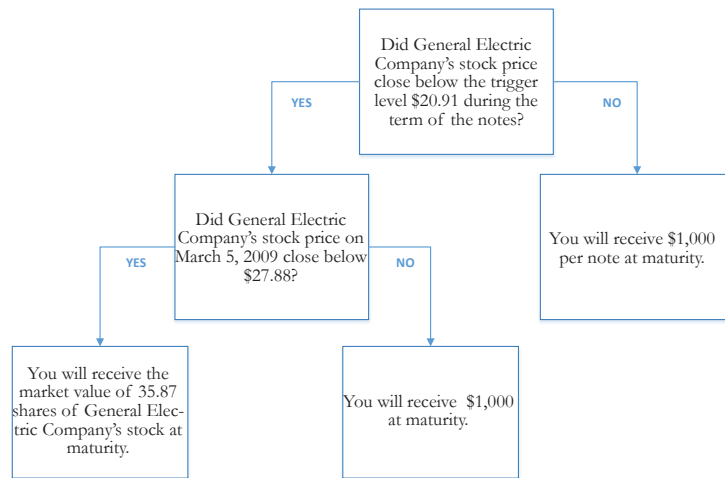 Did General Electric
Company's stock price
close below the trigger
level $20.91 during the
term of the notes?
YES
NO
Did General Electric
Company's stock price on
March 5, 2009 close below
$27.88?
You will receive $1,000
per note at maturity.
YES
NO
You will receive the
market value of 35.87
shares of General Elec-
tric Company's stock at
maturity.
You will receive $1,000
at maturity.